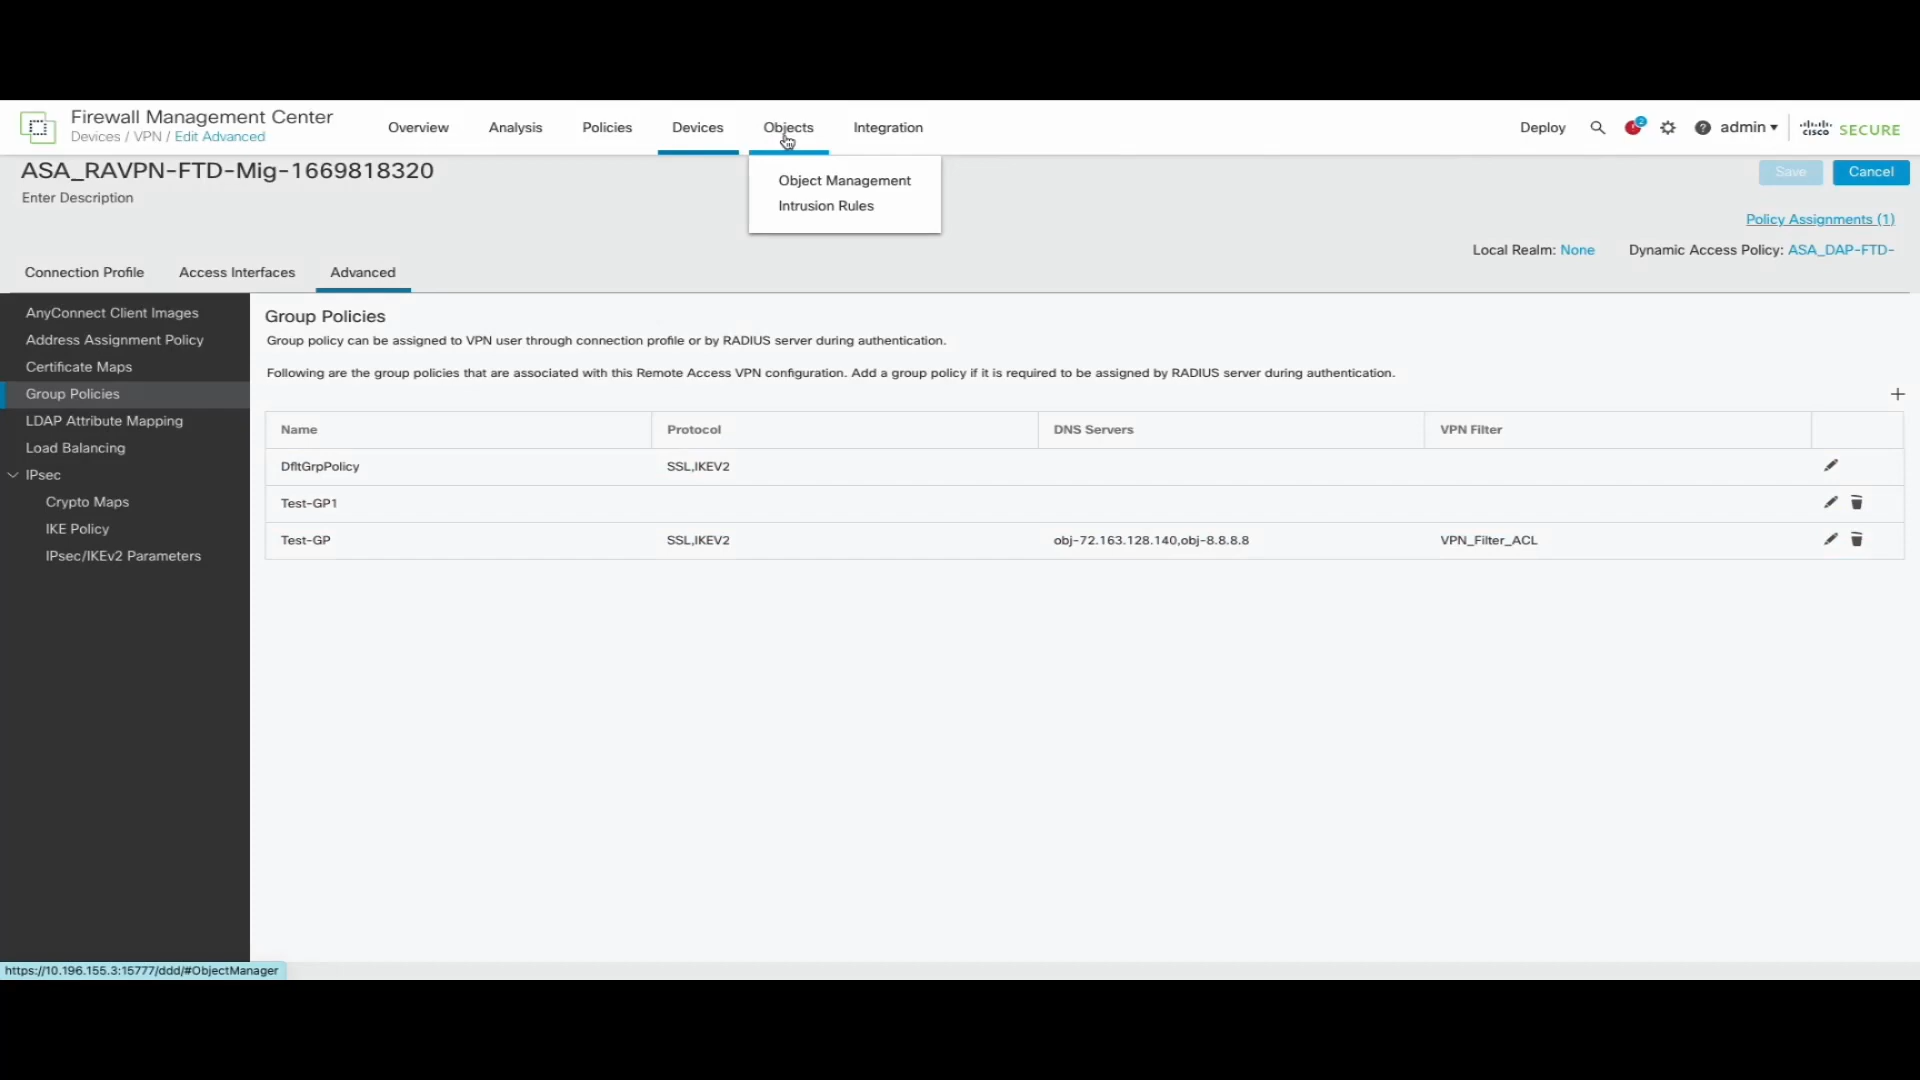 Firewall Management Center
Devices / VPN / Edit Advanced
Overview
Analysis
Policies
Devices
Objects
Integration
Deploy
2
admin
cisco SECURE
ASA_RAVPN-FTD-Mig-1669818320
Enter Description
Object Management
Intrusion Rules
Save
Cancel
Policy Assignments (1)
Local Realm: None
Dynamic Access Policy: ASA_DAP-FTD-
Connection Profile
Access Interfaces
Advanced
AnyConnect Client Images
Address Assignment Policy
Certificate Maps
Group Policies
LDAP Attribute Mapping
Load Balancing
IPsec
Crypto Maps
IKE Policy
IPsec/IKEv2 Parameters
Group Policies
Group policy can be assigned to VPN user through connection profile or by RADIUS server during authentication.
Following are the group policies that are associated with this Remote Access VPN configuration. Add a group policy if it is required to be assigned by RADIUS server during authentication.
Name Protocol DNS Servers VPN Filter
DfltGrpPolicy SSL,IKEV2
Test-GP1
Test-GP SSL,IKEV2 obj-72.163.128.140,obj-8.8.8.8 VPN_Filter_ACL
https://10.196.155.3:15777/ddd/#ObjectManager